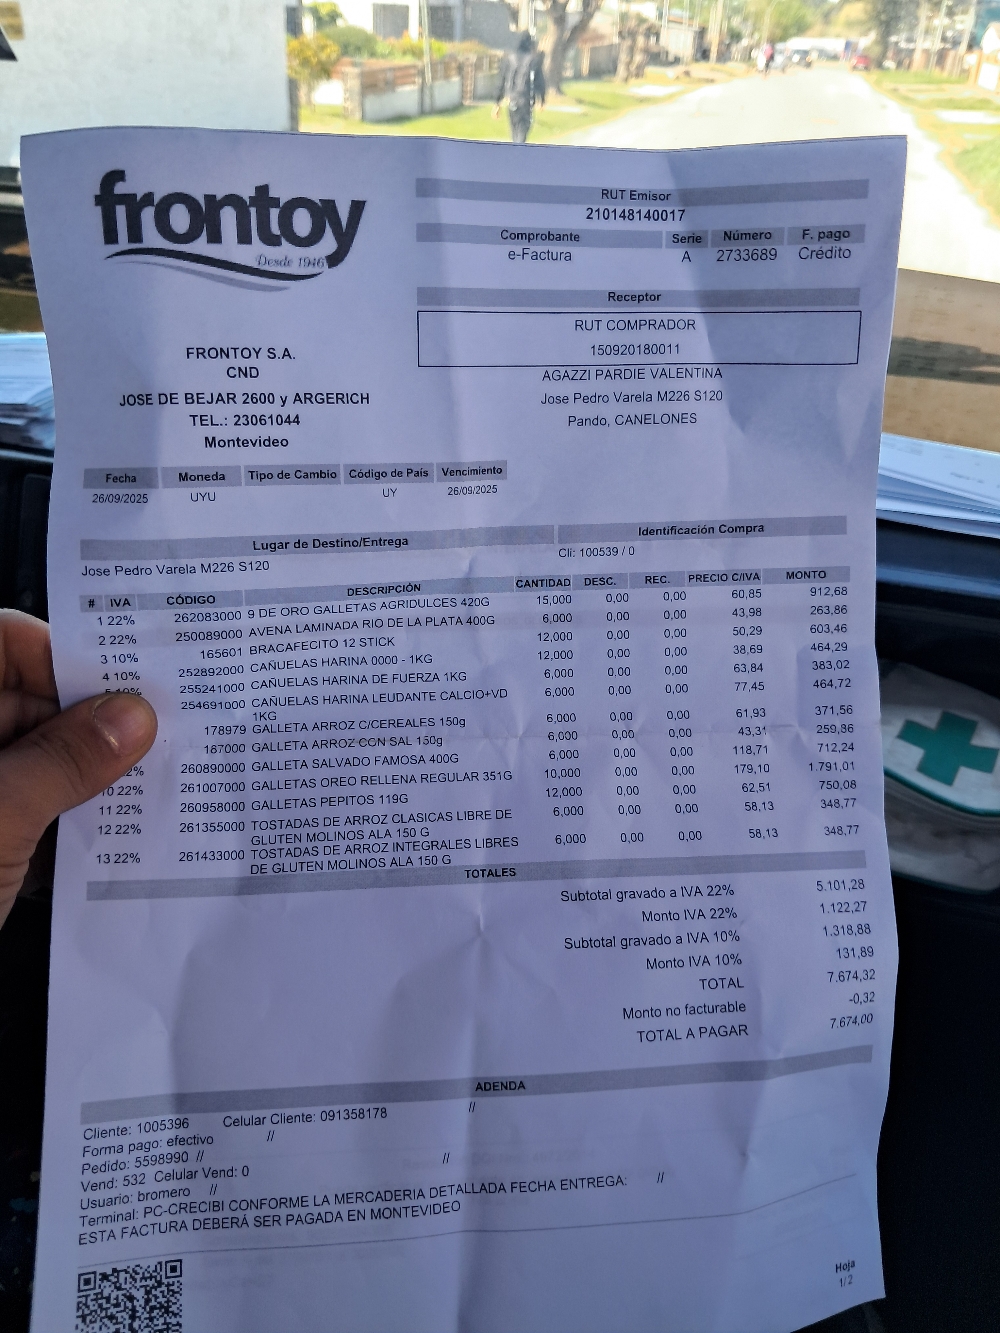 frontoy
Desde 1946
RUT Emisor
210148140017
Comprobante Serie Número F. pago
e-Factura A 2733689 Crédito
Receptor
RUT COMPRADOR
150920180011
AGAZZI PARDIE VALENTINA
Jose Pedro Varela M226 S120
Pando, CANELONES
FRONTOY S.A.
CND
JOSE DE BEJAR 2600 y ARGERICH
TEL.: 23061044
Montevideo
Fecha Moneda Tipo de Cambio Código de País Vencimiento
26/09/2025 UYU UY 26/09/2025
Lugar de Destino/Entrega Identificación Compra
Jose Pedro Varela M226 S120 Cli: 100539 / 0
# IVA CÓDIGO DESCRIPCIÓN CANTIDAD DESC. REC. PRECIO C/IVA MONTO
1 22% 262083000 9 DE ORO GALLETAS AGRIDULCES 420G 15,000 0,00 0,00 60,85 912,68
2 22% 250089000 AVENA LAMINADA RIO DE LA PLATA 400G 6,000 0,00 0,00 43,98 263,86
3 10% 165601 BRACAFECITO 12 STICK 12,000 0,00 0,00 50,29 603,46
4 10% 252892000 CAÑUELAS HARINA 0000 - 1KG 12,000 0,00 0,00 38,69 464,29
5 10% 255241000 CAÑUELAS HARINA DE FUERZA 1KG 6,000 0,00 0,00 63,84 383,02
254691000 CAÑUELAS HARINA LEUDANTE CALCIO+VD 6,000 0,00 0,00 77,45 464,72
1KG
178979 GALLETA ARROZ C/CEREALES 150g 6,000 0,00 0,00 61,93 371,56
187000 GALLETA ARROZ CON SAL 150g 6,000 0,00 0,00 43,31 259,86
2% 260890000 GALLETA SALVADO FAMOSA 400G 6,000 0,00 0,00 118,71 712,24
10 22% 261007000 GALLETAS OREO RELLENA REGULAR 351G 10,000 0,00 0,00 179,10 1.791,01
11 22% 260958000 GALLETAS PEPITOS 119G 12,000 0,00 0,00 62,51 750,08
12 22% 261355000 TOSTADAS DE ARROZ CLASICAS LIBRE DE 6,000 0,00 0,00 58,13 348,77
GLUTEN MOLINOS ALA 150 G
13 22% 261433000 TOSTADAS DE ARROZ INTEGRALES LIBRES 6,000 0,00 0,00 58,13 348,77
DE GLUTEN MOLINOS ALA 150 G
TOTALES
Subtotal gravado a IVA 22% 5.101,28
Monto IVA 22% 1.122,27
Subtotal gravado a IVA 10% 1.318,88
Monto IVA 10% 131,89
TOTAL 7.674,32
Monto no facturable -0,32
TOTAL A PAGAR 7.674,00
ADENDA
Cliente: 1005396 Celular Cliente: 091358178 //
Forma pago: efectivo //
Pedido: 5598990 //
Vend: 532 Celular Vend: 0 //
Usuario: bromero //
Terminal: PC-CRECIBI CONFORME LA MERCADERIA DETALLADA FECHA ENTREGA: //
ESTA FACTURA DEBERÁ SER PAGADA EN MONTEVIDEO
Hoja
1/2